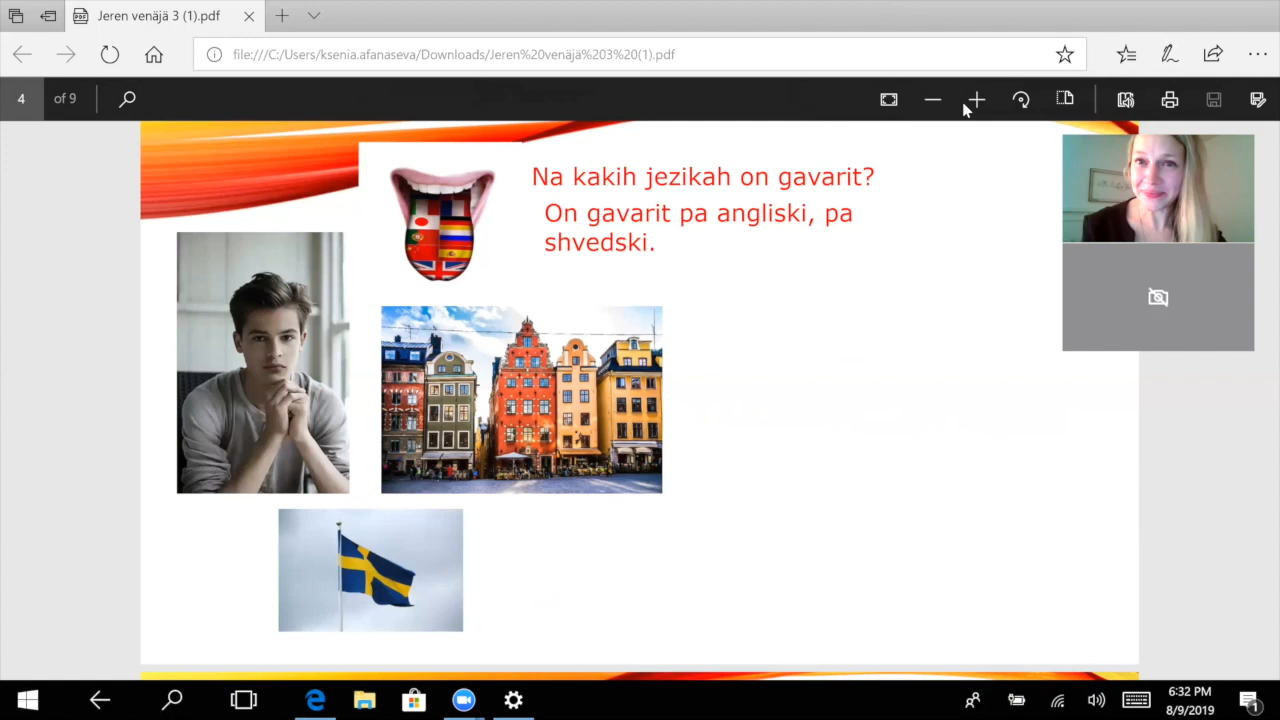 Jeren venäjä 3 (1).pdf
file:///C:/Users/ksenia.afanaseva/Downloads/Jeren%20venäjä%203%20(1).pdf
4 of 9
Na kakih jezikah on gavarit?
On gavarit pa angliski, pa
shvedski.
6:32 PM
8/9/2019
1